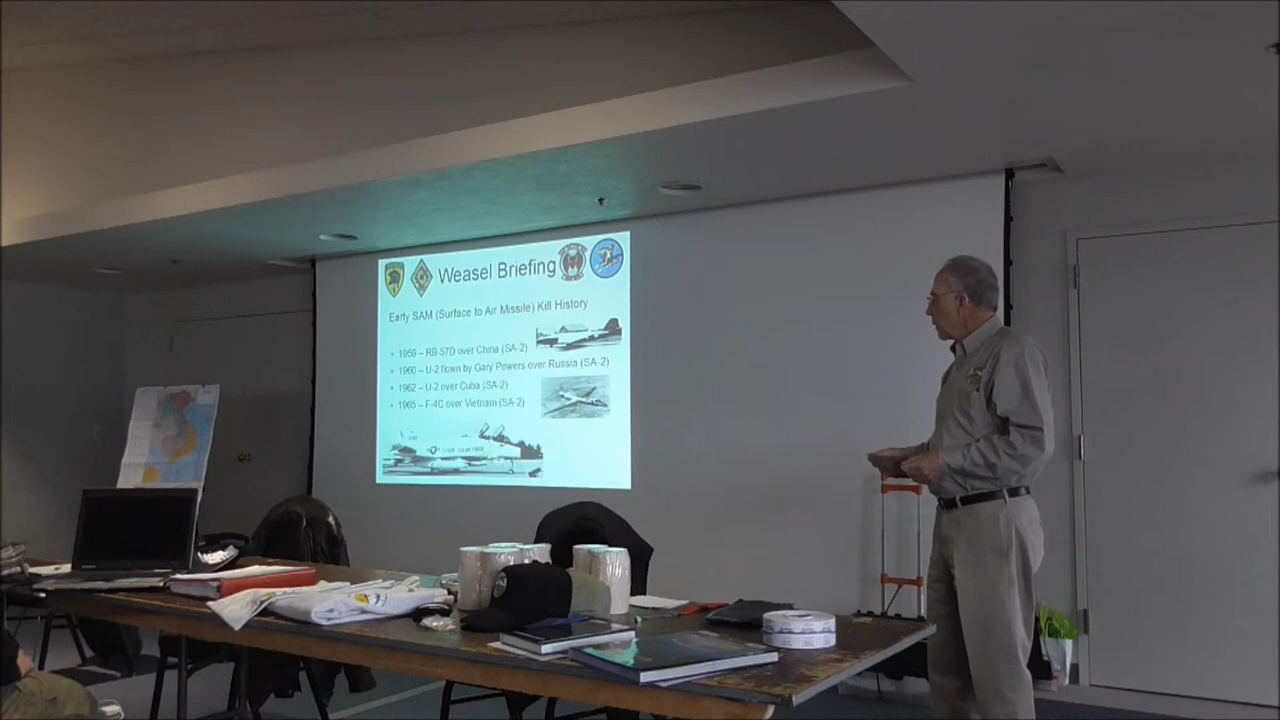 Weasel Briefing
Early SAM (Surface to Air Missile) Kill History
• 1959 – RB-57D over China (SA-2)
• 1960 – U-2 flown by Gary Powers over Russia (SA-2)
• 1962 – U-2 over Cuba (SA-2)
• 1965 – F-4C over Vietnam (SA-2)